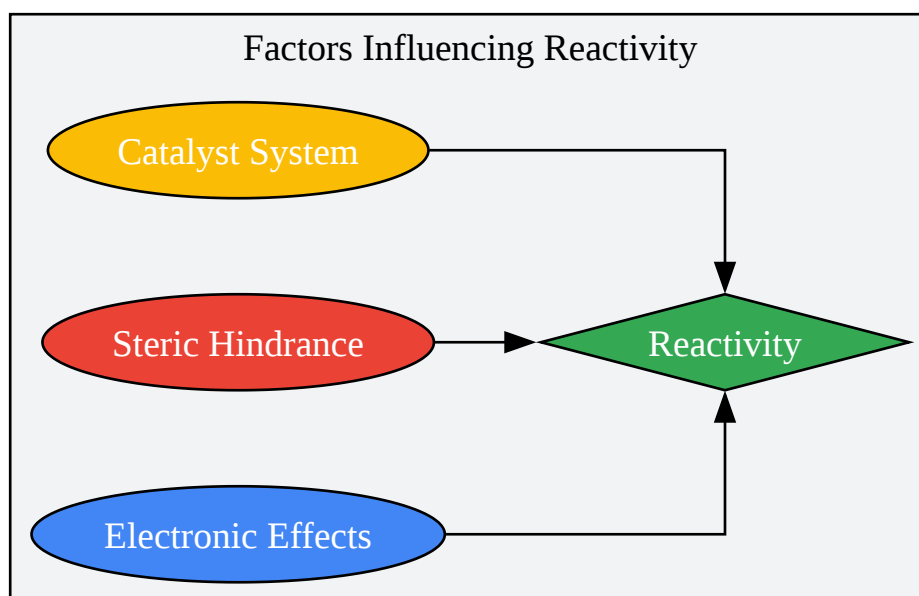 Factors Influencing Reactivity
Catalyst System
Steric Hindrance
Reactivity
Electronic Effects